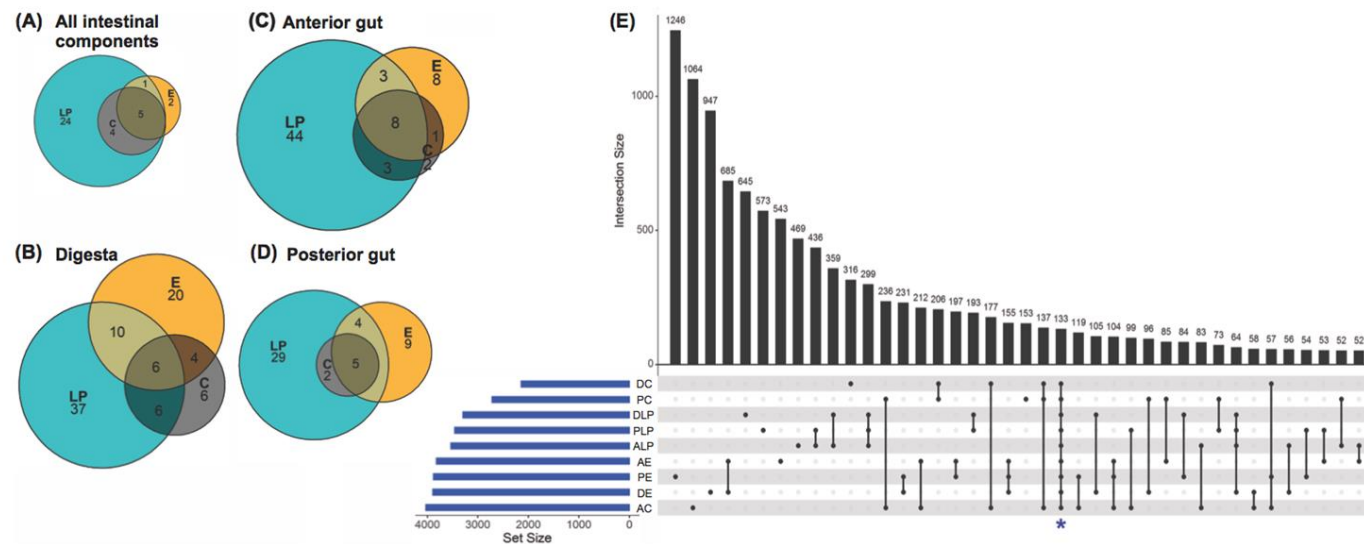 (A) All intestinal
components
LP
24
C
4
1
5
E
2
(B) Digesta
E
20
10
6
4
LP
37
6
C
6
(C) Anterior gut
3
E
8
LP
44
8
1
3
C
2
(D) Posterior gut
4
E
9
LP
29
C
2
5
(E)
Intersection Size
1000
500
0
1246
1064
947
685
645
573
543
469
436
359
316
299
236
231
212
206
197
193
177
155
153
137
133
119
105
104
99
96
85
84
83
73
64
58
57
56
54
53
52
52
DC
PC
DLP
PLP
ALP
AE
PE
DE
AC
*
4000 3000 2000 1000 0
Set Size